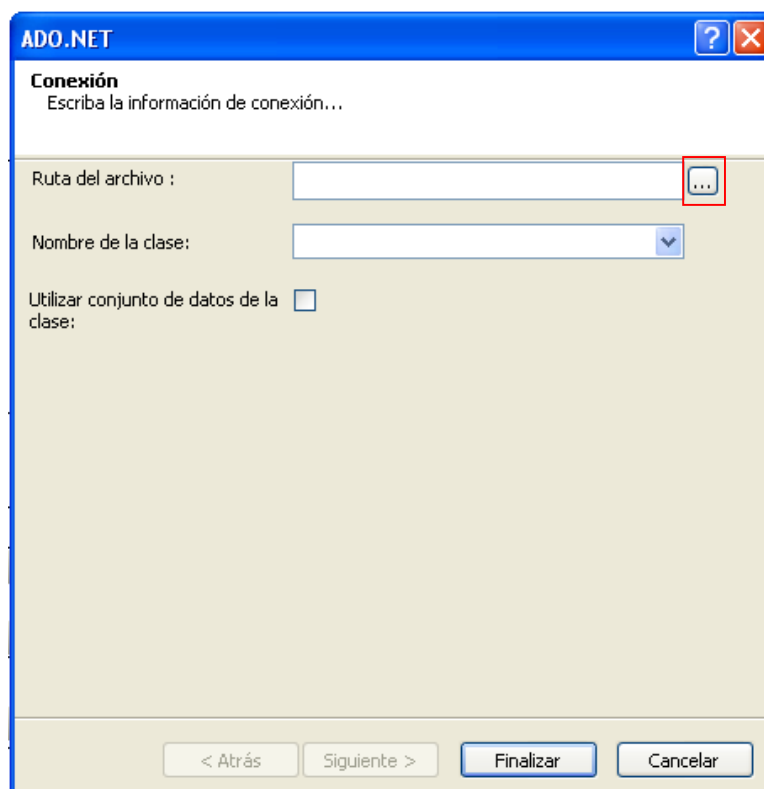 ADO.NET
Conexión
Escriba la información de conexión...
Ruta del archivo :
...
Nombre de la clase:
Utilizar conjunto de datos de la
clase:
< Atrás Siguiente > Finalizar Cancelar